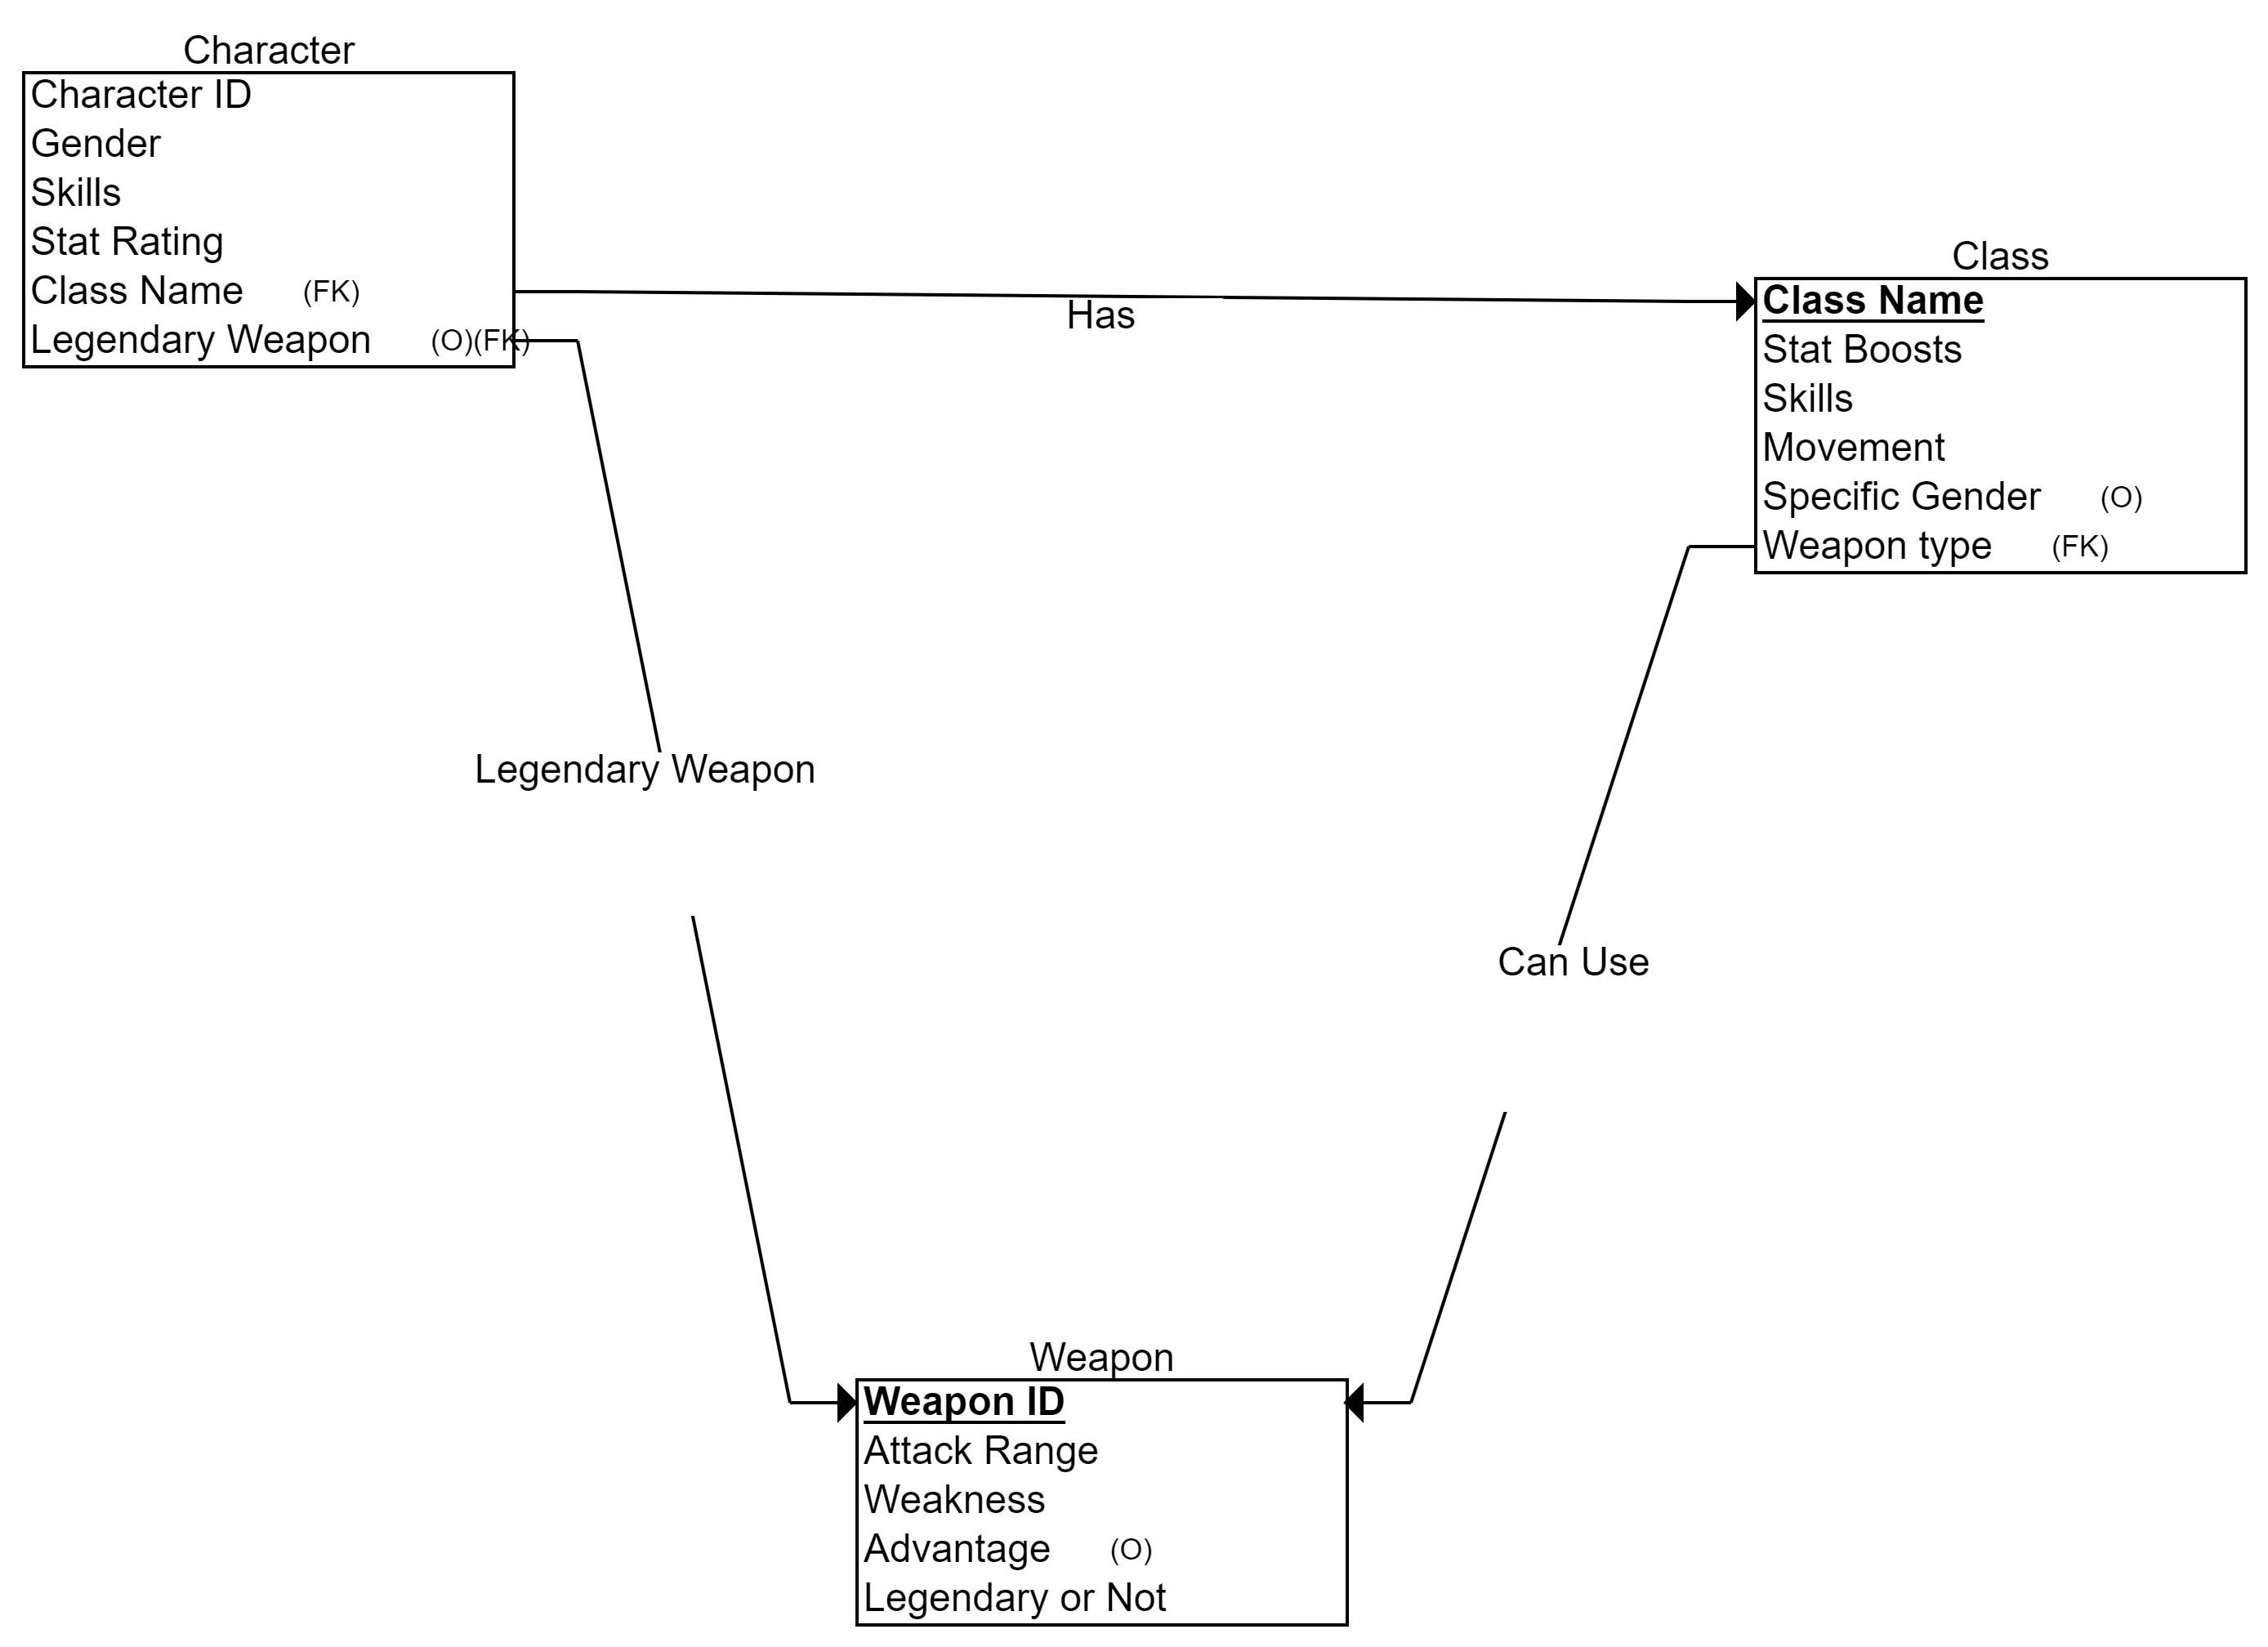 Character
Character ID
Gender
Skills
Stat Rating
Class Name (FK)
Legendary Weapon (O)(FK)
Has
Class
Class Name
Stat Boosts
Skills
Movement
Specific Gender (O)
Weapon type (FK)
Legendary Weapon
Can Use
Weapon
Weapon ID
Attack Range
Weakness
Advantage (O)
Legendary or Not